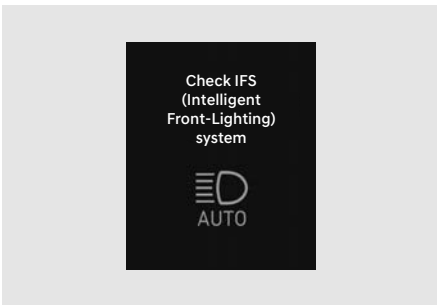 Check IFS
(Intelligent
Front-Lighting)
system
AUTO